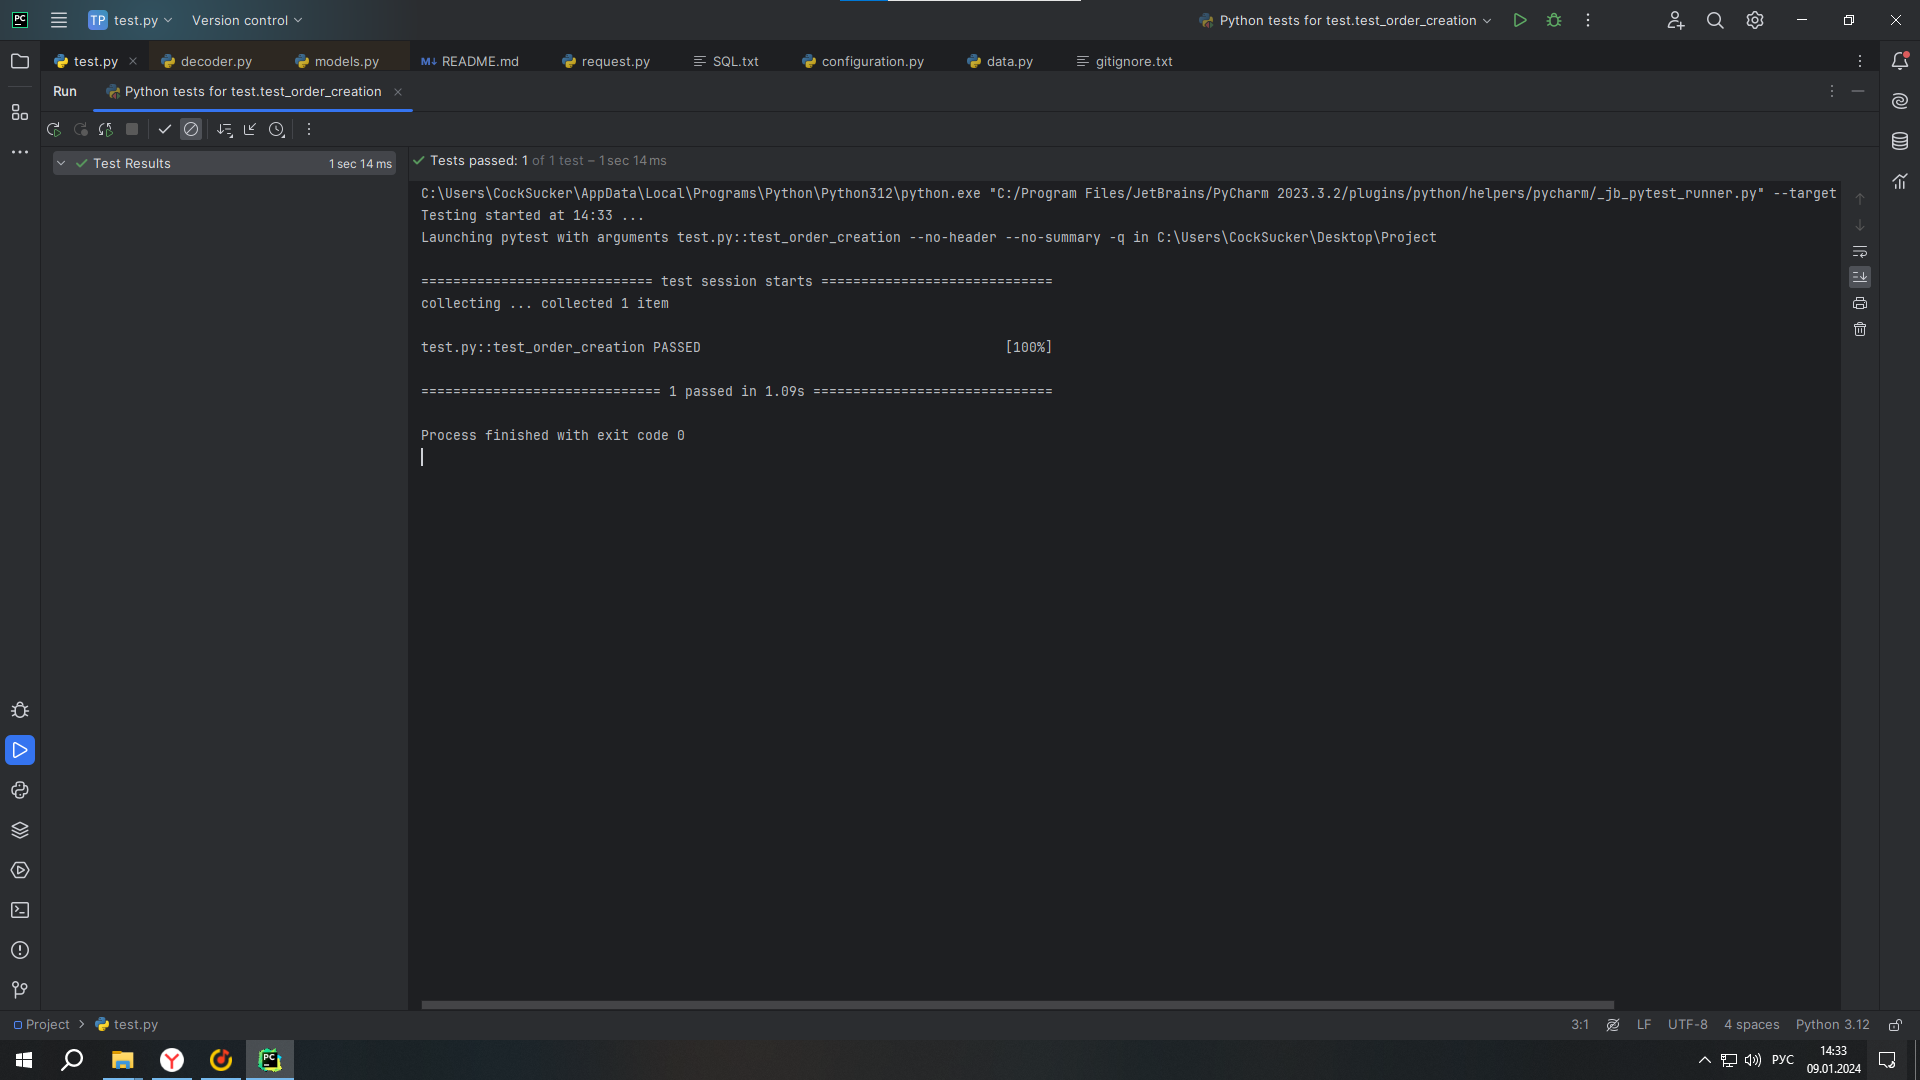 TP test.py Version control Python tests for test.test_order_creation
test.py decoder.py models.py M↓ README.md request.py SQL.txt configuration.py data.py gitignore.txt
Run Python tests for test.test_order_creation
Test Results 1 sec 14 ms
Tests passed: 1 of 1 test – 1 sec 14 ms
C:\Users\CockSucker\AppData\Local\Programs\Python\Python312\python.exe "C:/Program Files/JetBrains/PyCharm 2023.3.2/plugins/python/helpers/pycharm/_jb_pytest_runner.py" --target
Testing started at 14:33 ...
Launching pytest with arguments test.py::test_order_creation --no-header --no-summary -q in C:\Users\CockSucker\Desktop\Project
============================= test session starts =============================
collecting ... collected 1 item
test.py::test_order_creation PASSED [100%]
============================== 1 passed in 1.09s ==============================
Process finished with exit code 0
Project test.py 3:1 LF UTF-8 4 spaces Python 3.12
РУС 14:33
09.01.2024